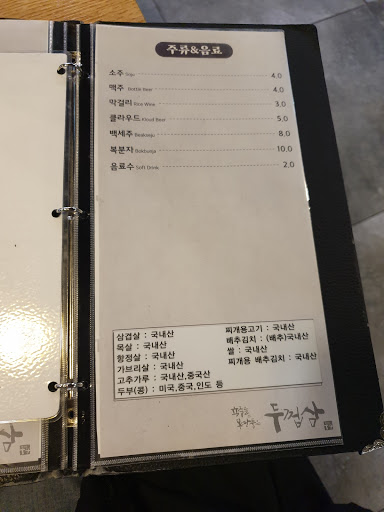 주류&음료
소주 Soju 4.0
맥주 Bottle Beer 4.0
막걸리 Rice Wine 3.0
클라우드 Kloud Beer 5.0
백세주 Beakseju 8.0
복분자 Bokbunja 10.0
음료수 Soft Drink 2.0
삼겹살 : 국내산
목살 : 국내산
항정살 : 국내산
가브리살 : 국내산
고추가루 : 국내산,중국산
두부(콩) : 미국,중국,인도 등
찌개용고기 : 국내산
배추김치 : (배추)국내산
쌀 : 국내산
찌개용 배추김치 : 국내산
두껍삼
삼